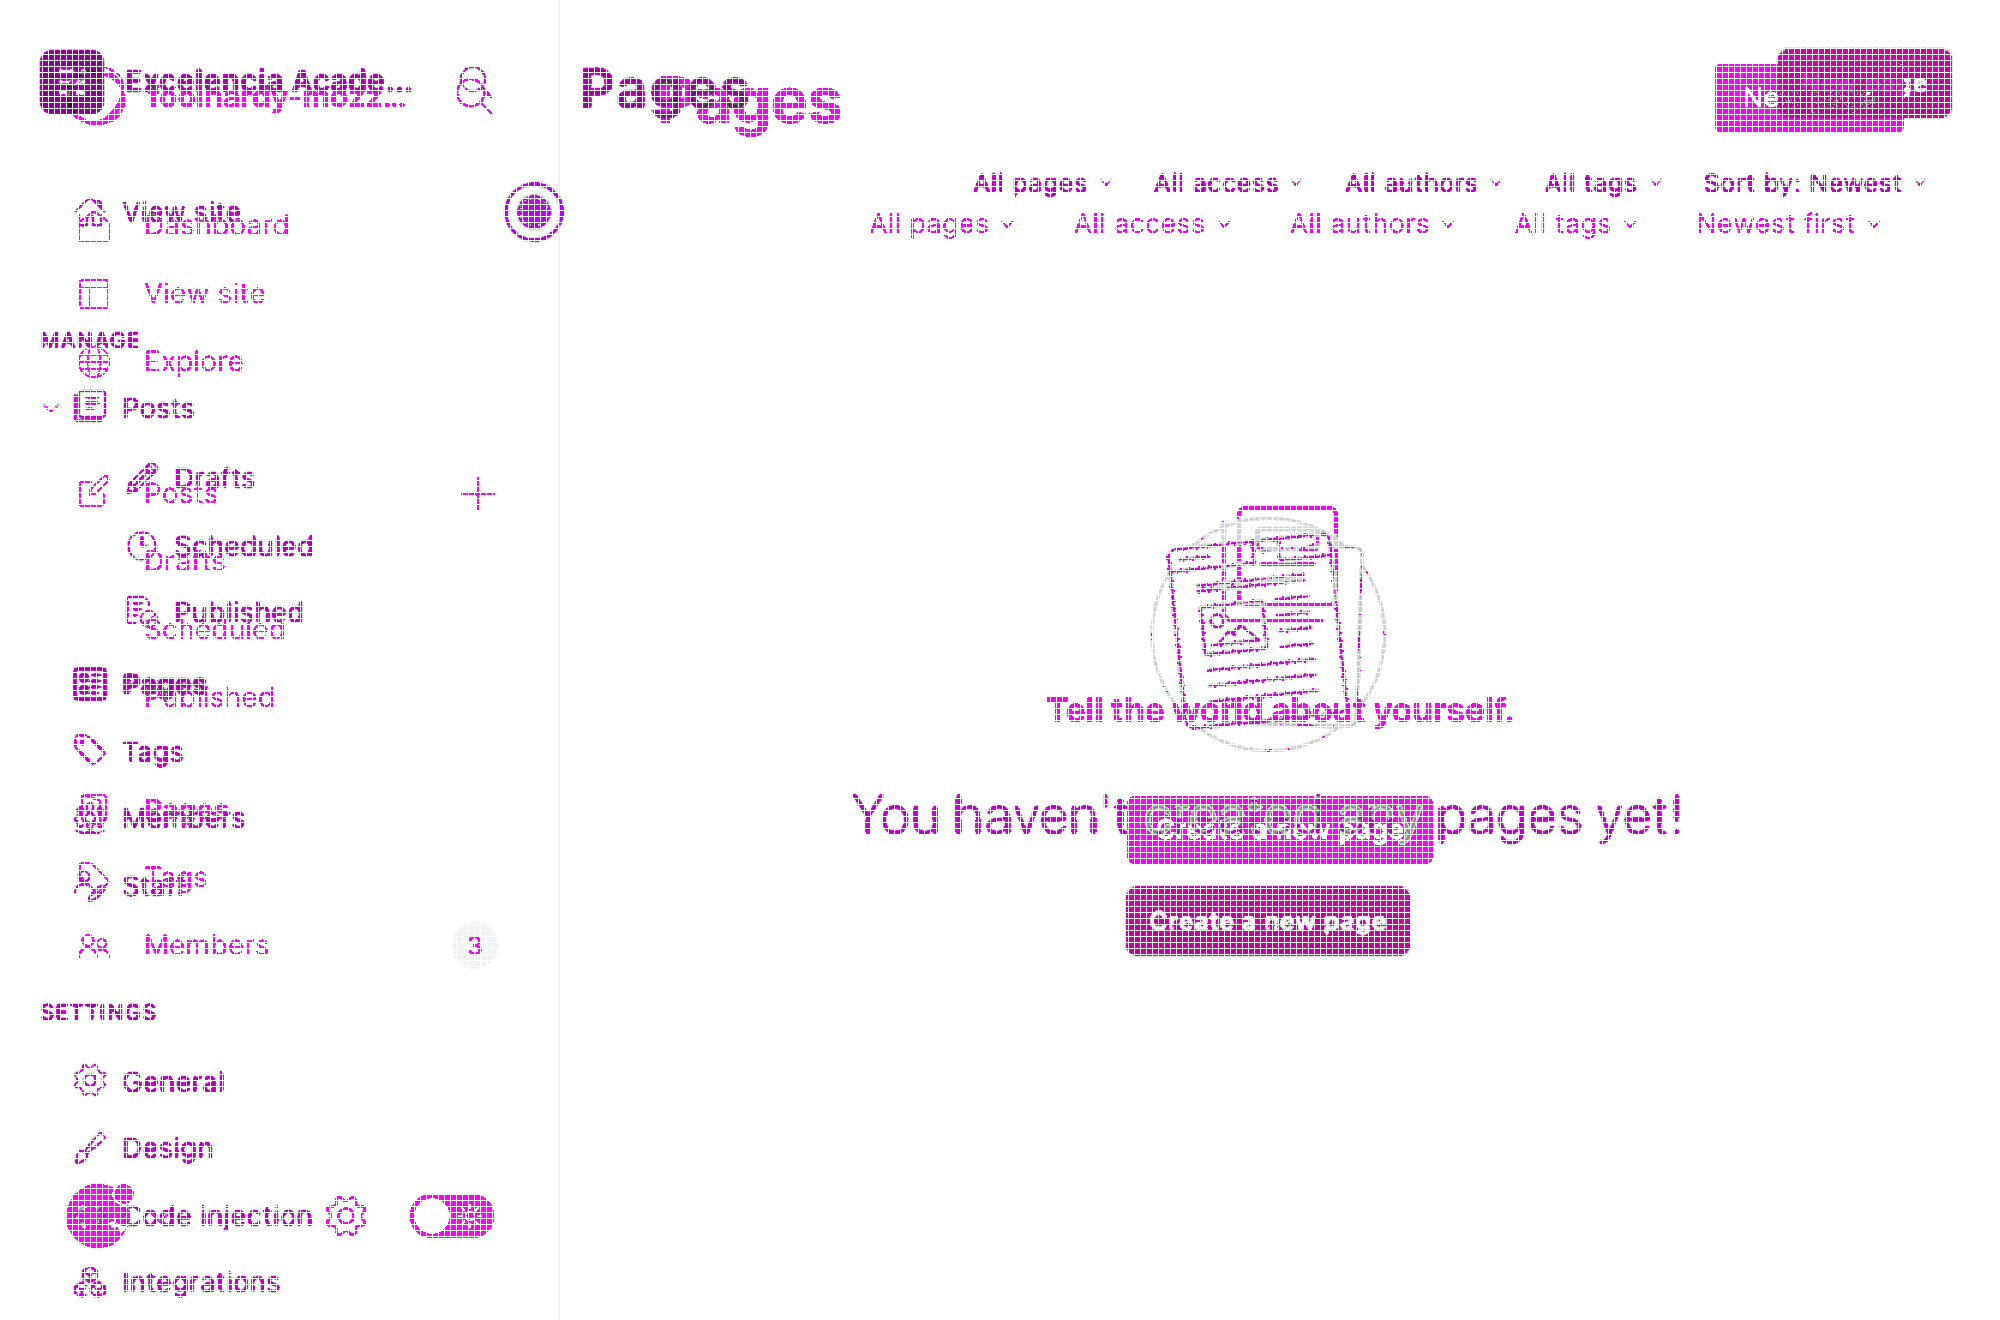 Excelencia Acade...
Pages
Pages
Ne
All pages All access All authors All tags Sort by: Newest
View site
Dashboard
All pages All access All authors All tags Newest first
View site
MANAGE
Explore
Posts
Drafts
Posts
Scheduled
Drafts
Published
Scheduled
Pages
Published
Tell the world about yourself.
Tags
Pages
Members
You haven't created any pages yet!
Create a new page
Tags
Staff
Create a new page
Members 3
SETTINGS
General
Design
Code injection
Integrations